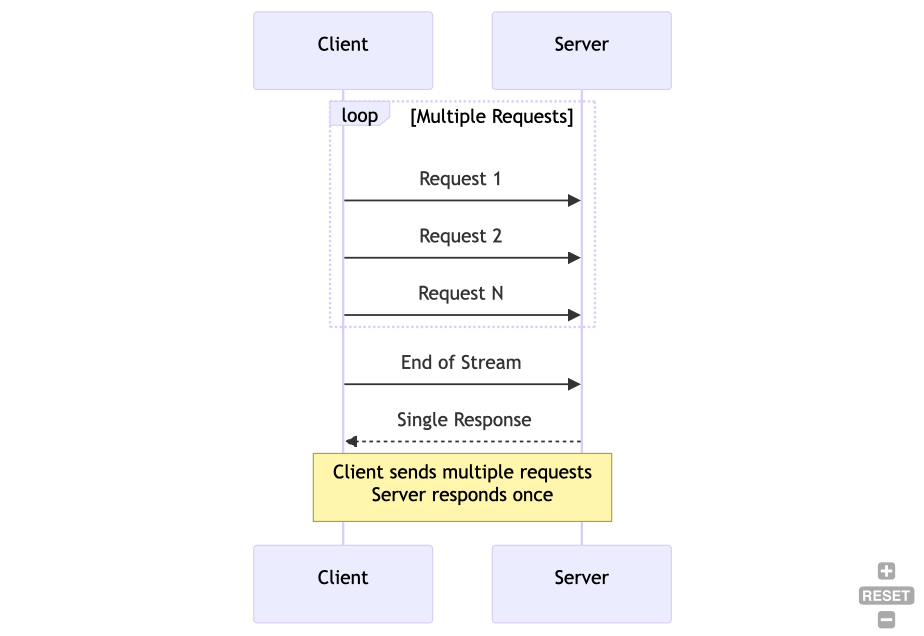 Client
Server
loop
[Multiple Requests]
Request 1
Request 2
Request N
End of Stream
Single Response
Client sends multiple requests
Server responds once
Client
Server
RESET